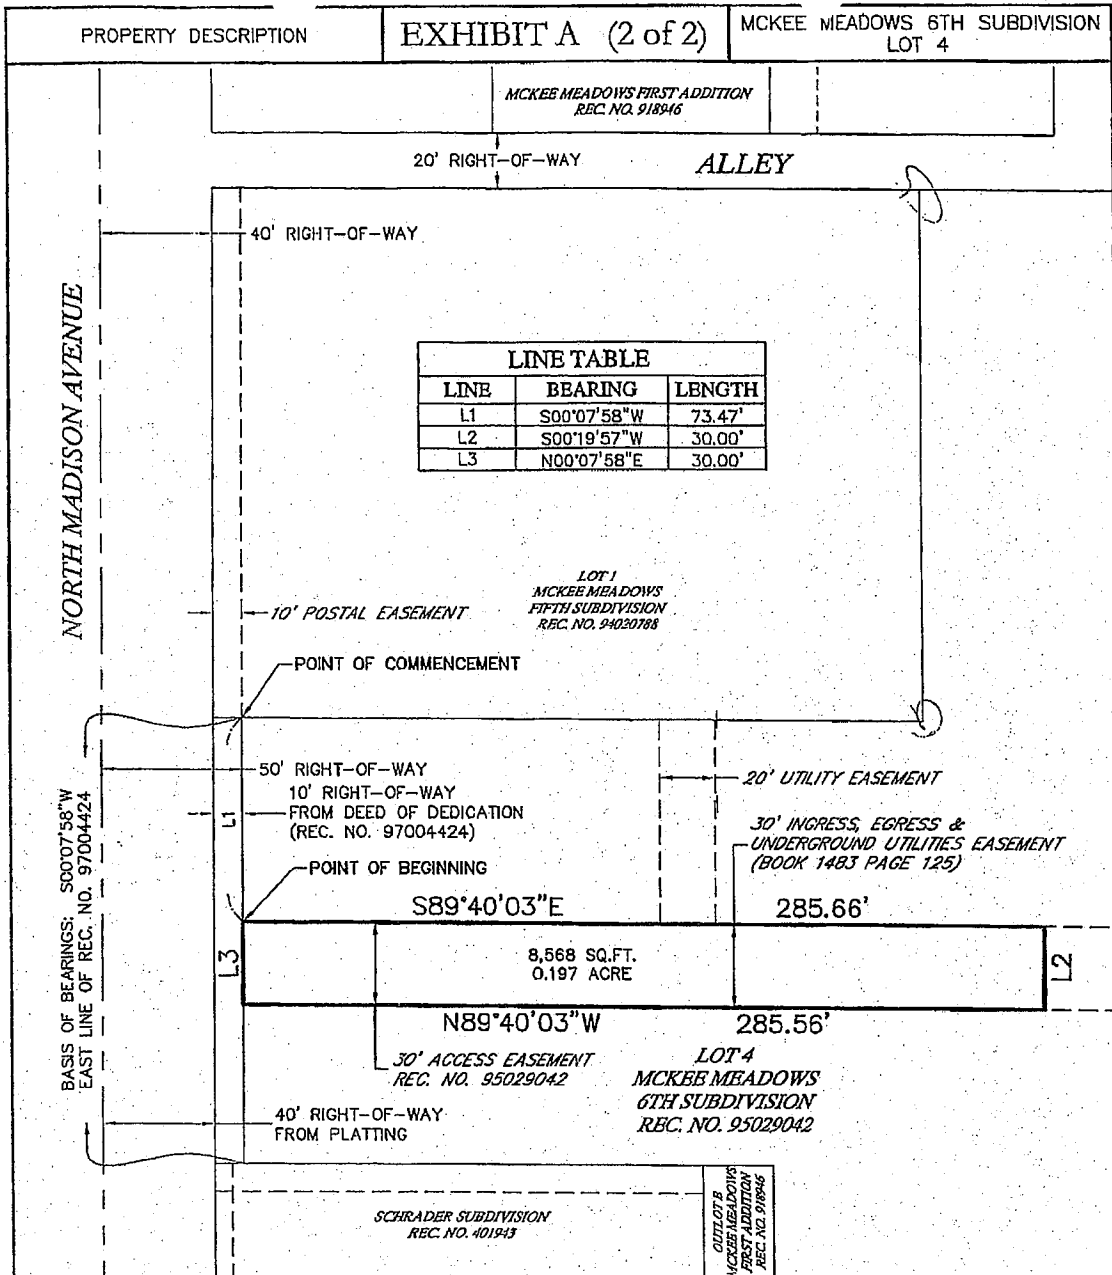 PROPERTY DESCRIPTION
EXHIBIT A (2 of 2)
MCKEE MEADOWS 6TH SUBDIVISION
LOT 4
MCKEE MEADOWS FIRST ADDITION
REC. NO. 918946
20' RIGHT-OF-WAY
ALLEY
40' RIGHT-OF-WAY
NORTH MADISON AVENUE
LINE TABLE
LINE BEARING LENGTH
L1 S00°07'58"W 73.47'
L2 S00°19'57"W 30.00'
L3 N00°07'58"E 30.00'
LOT 1
MCKEE MEADOWS
FIFTH SUBDIVISION
REC. NO. 94020788
10' POSTAL EASEMENT
POINT OF COMMENCEMENT
50' RIGHT-OF-WAY
10' RIGHT-OF-WAY
FROM DEED OF DEDICATION
(REC. NO. 97004424)
L1
20' UTILITY EASEMENT
30' INGRESS, EGRESS &
UNDERGROUND UTILITIES EASEMENT
(BOOK 1483 PAGE 125)
BASIS OF BEARINGS: S00°07'58"W
EAST LINE OF REC. NO. 97004424
POINT OF BEGINNING
S89°40'03"E 285.66'
L3
8,568 SQ.FT.
0.197 ACRE
L2
N89°40'03"W 285.56'
30' ACCESS EASEMENT
REC. NO. 95029042
LOT 4
MCKEE MEADOWS
6TH SUBDIVISION
REC. NO. 95029042
40' RIGHT-OF-WAY
FROM PLATTING
SCHRADER SUBDIVISION
REC. NO. 401943
OUTLOT B
MCKEE MEADOWS
FIRST ADDITION
REC. NO. 918946